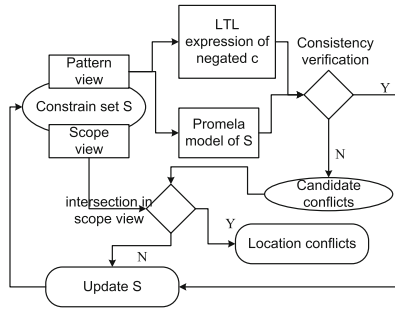 LTL
expression of
negated c
Consistency
verification
Pattern
view
Y
Constrain set S
Promela
model of S
Scope
view
N
Candidate
conflicts
intersection in
scope view
Y
Location conflicts
N
Update S